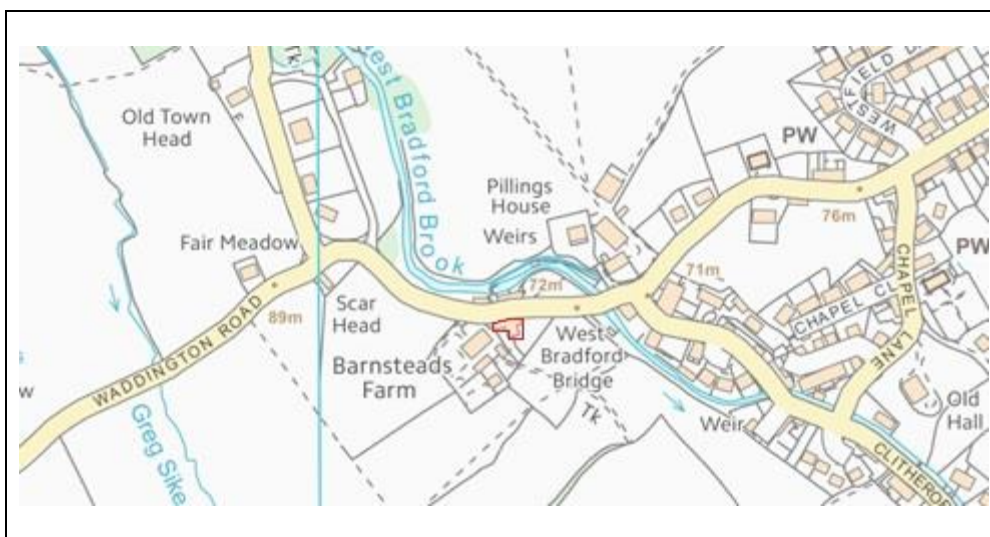 Tk
West Bradford Brook
WESTFIELD
Old Town
Head
PW
Pillings
House
76m
Fair Meadow
Weirs
PW
71m
72m
CHAPEL CL
CHAPEL LANE
89m
Scar
Head
WADDINGTON ROAD
West
Bradford
Bridge
Barnsteads
Farm
w
Old
Hall
Tk
Weir
Greg Sike
CLITHEROE